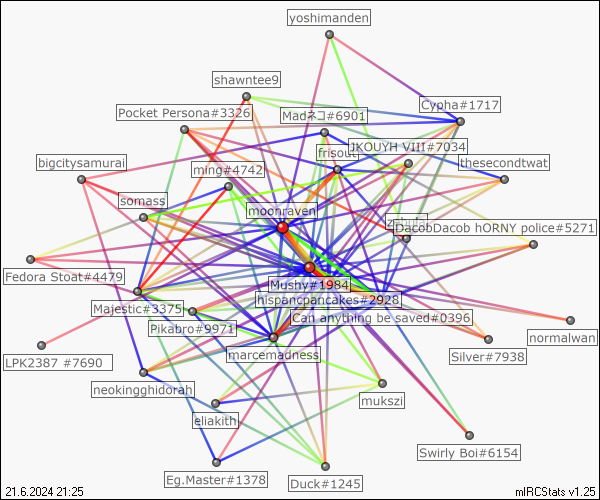 yoshimanden
shawntee9
Cypha#1717
Pocket Persona#3326
Madネコ#6901
JKOUYH VIII#7034
frisout
bigcitysamurai
ming#4742
thesecondtwat
somass
moonraven
DacobDacob hORNY police#5271
Fedora Stoat#4479
Mushy#1984
hispancpancakes#2928
Majestic#3375
Can anything be saved#0396
Pikabro#9971
normalwan
marcemadness
Silver#7938
LPK2387 #7690
neokingghidorah
mukszi
eliakith
Swirly Boi#6154
Eg.Master#1378
Duck#1245
21.6.2024 21:25
mIRCStats v1.25